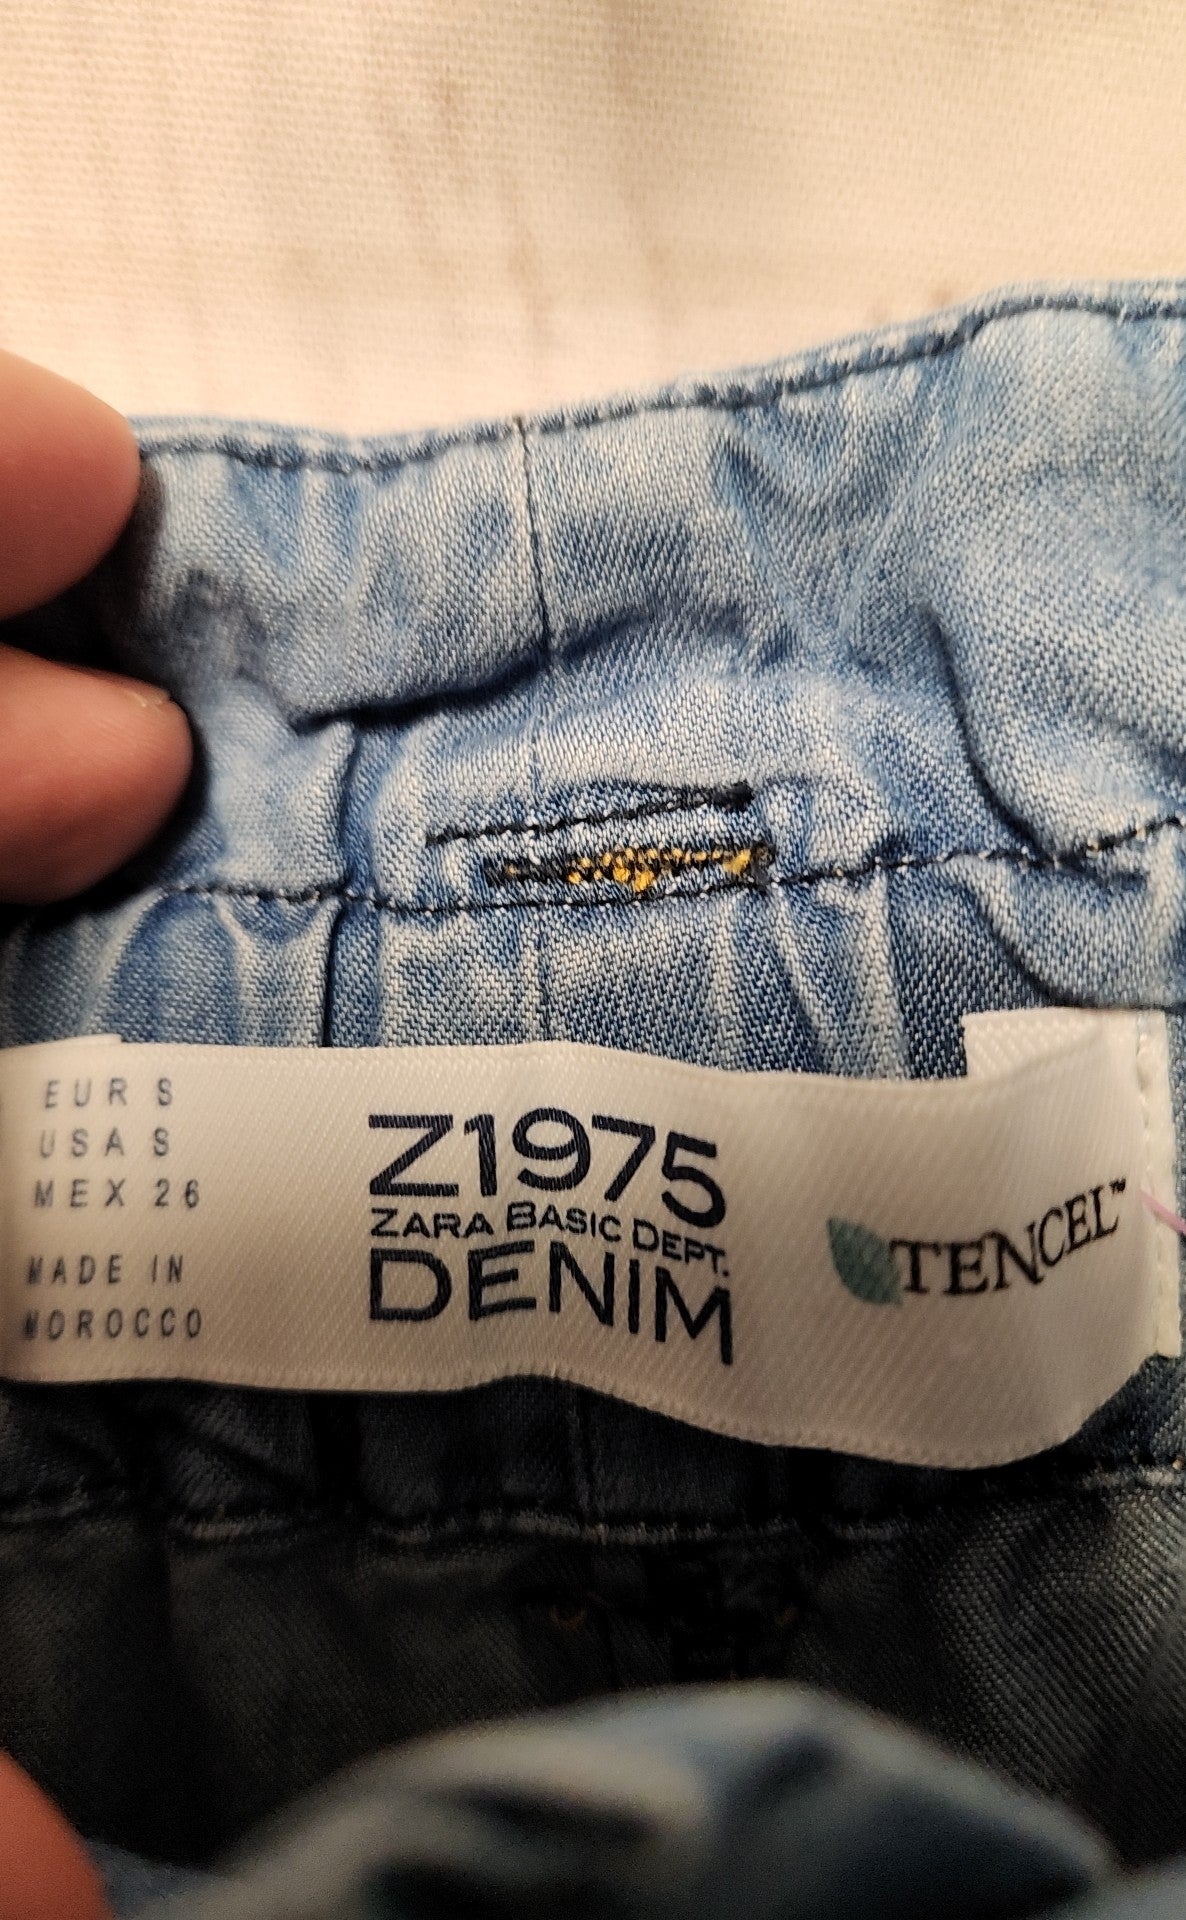 EUR S
USA S
MEX 26
MADE IN
MOROCCO
Z1975
ZARA BASIC DEPT.
DENIM
TENCEL™